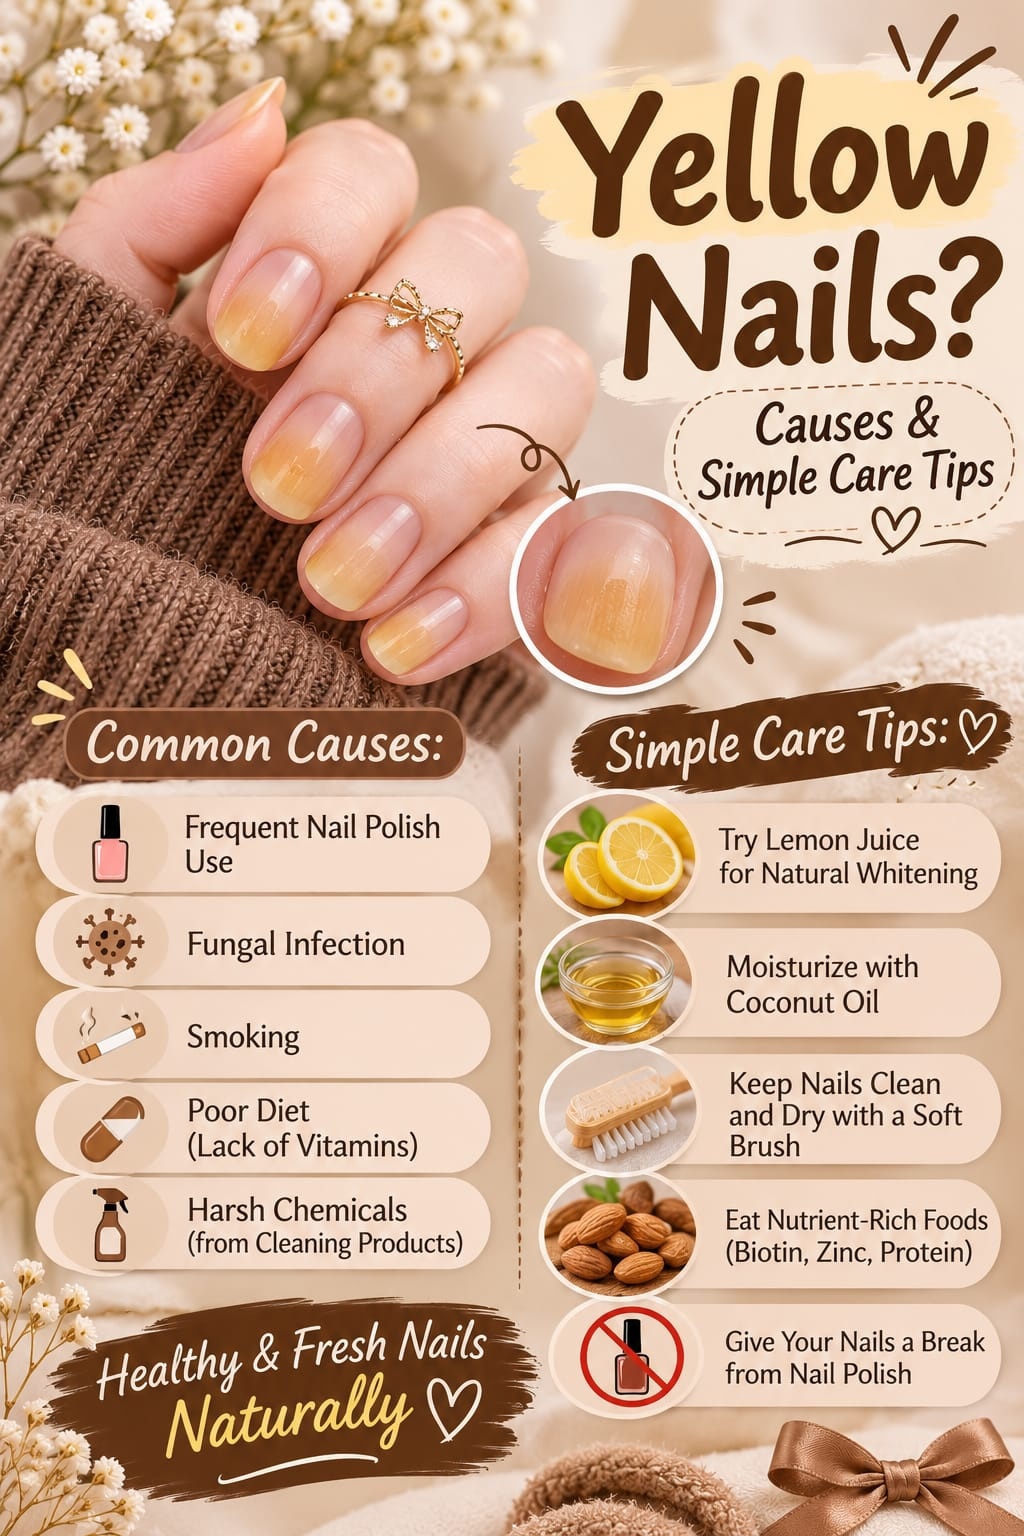 Yellow
Nails?
Causes &
Simple Care Tips
Common Causes:
Frequent Nail Polish
Use
Fungal Infection
Smoking
Poor Diet
(Lack of Vitamins)
Harsh Chemicals
(from Cleaning Products)
Simple Care Tips:
Try Lemon Juice
for Natural Whitening
Moisturize with
Coconut Oil
Keep Nails Clean
and Dry with a Soft
Brush
Eat Nutrient-Rich Foods
(Biotin, Zinc, Protein)
Give Your Nails a Break
from Nail Polish
Healthy & Fresh Nails
Naturally